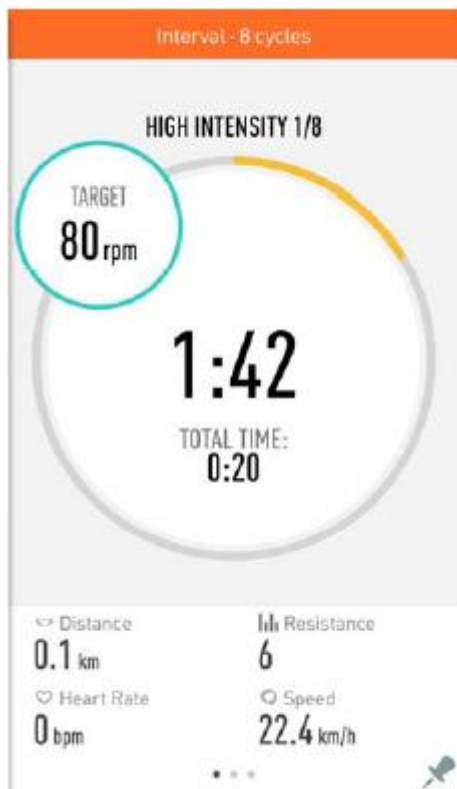 Interval - 8 cycles
HIGH INTENSITY 1/8
TARGET
80 rpm
1:42
TOTAL TIME:
0:20
Distance
0.1 km
Resistance
6
Heart Rate
0 bpm
Speed
22.4 km/h